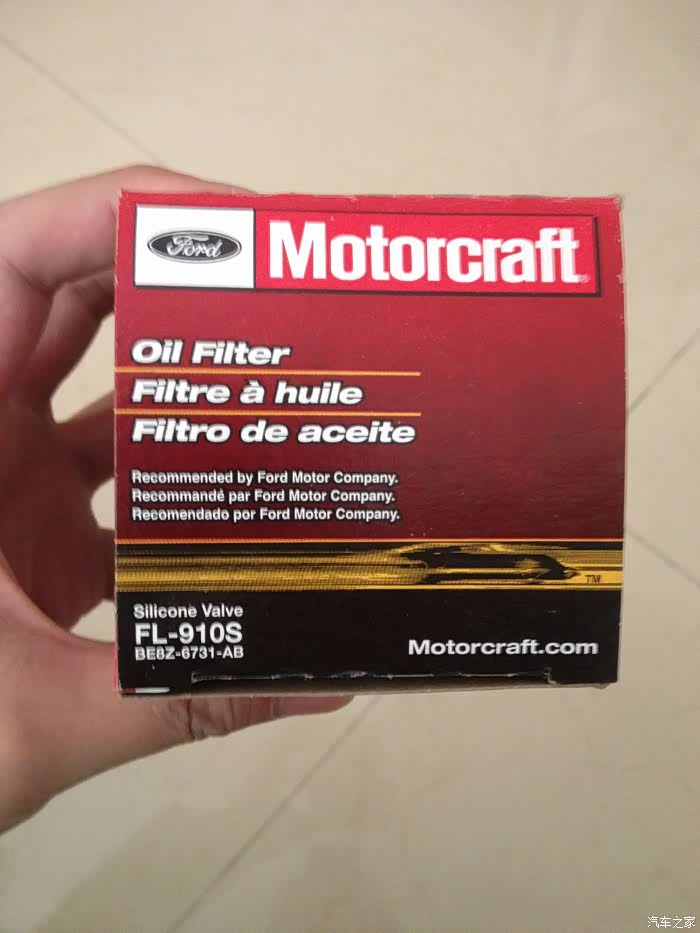 Ford
Motorcraft®
Oil Filter
Filtre à huile
Filtro de aceite
Recommended by Ford Motor Company.
Recommandé par Ford Motor Company.
Recomendado por Ford Motor Company.
TM
Silicone Valve
FL-910S
BE8Z-6731-AB
Motorcraft.com
汽车之家